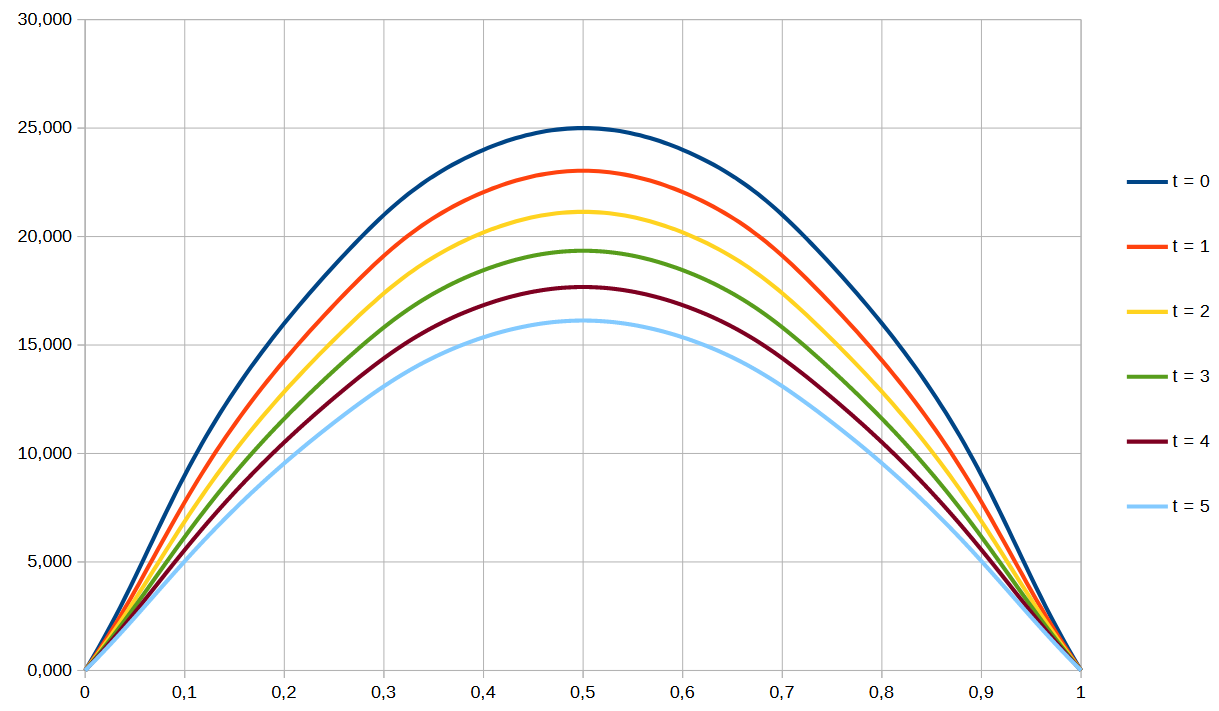 30,000
25,000
20,000
15,000
10,000
5,000
0,000
0 0,1 0,2 0,3 0,4 0,5 0,6 0,7 0,8 0,9 1
t = 0
t = 1
t = 2
t = 3
t = 4
t = 5